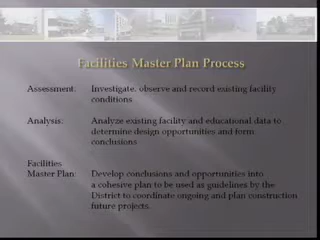 Facilities Master Plan Process
Assessment: Investigate, observe and record existing facility
conditions
Analysis: Analyze existing facility and educational data to
determine design opportunities and form
conclusions
Facilities
Master Plan: Develop conclusions and opportunities into
a cohesive plan to be used as guidelines by the
District to coordinate ongoing and plan construction
future projects.